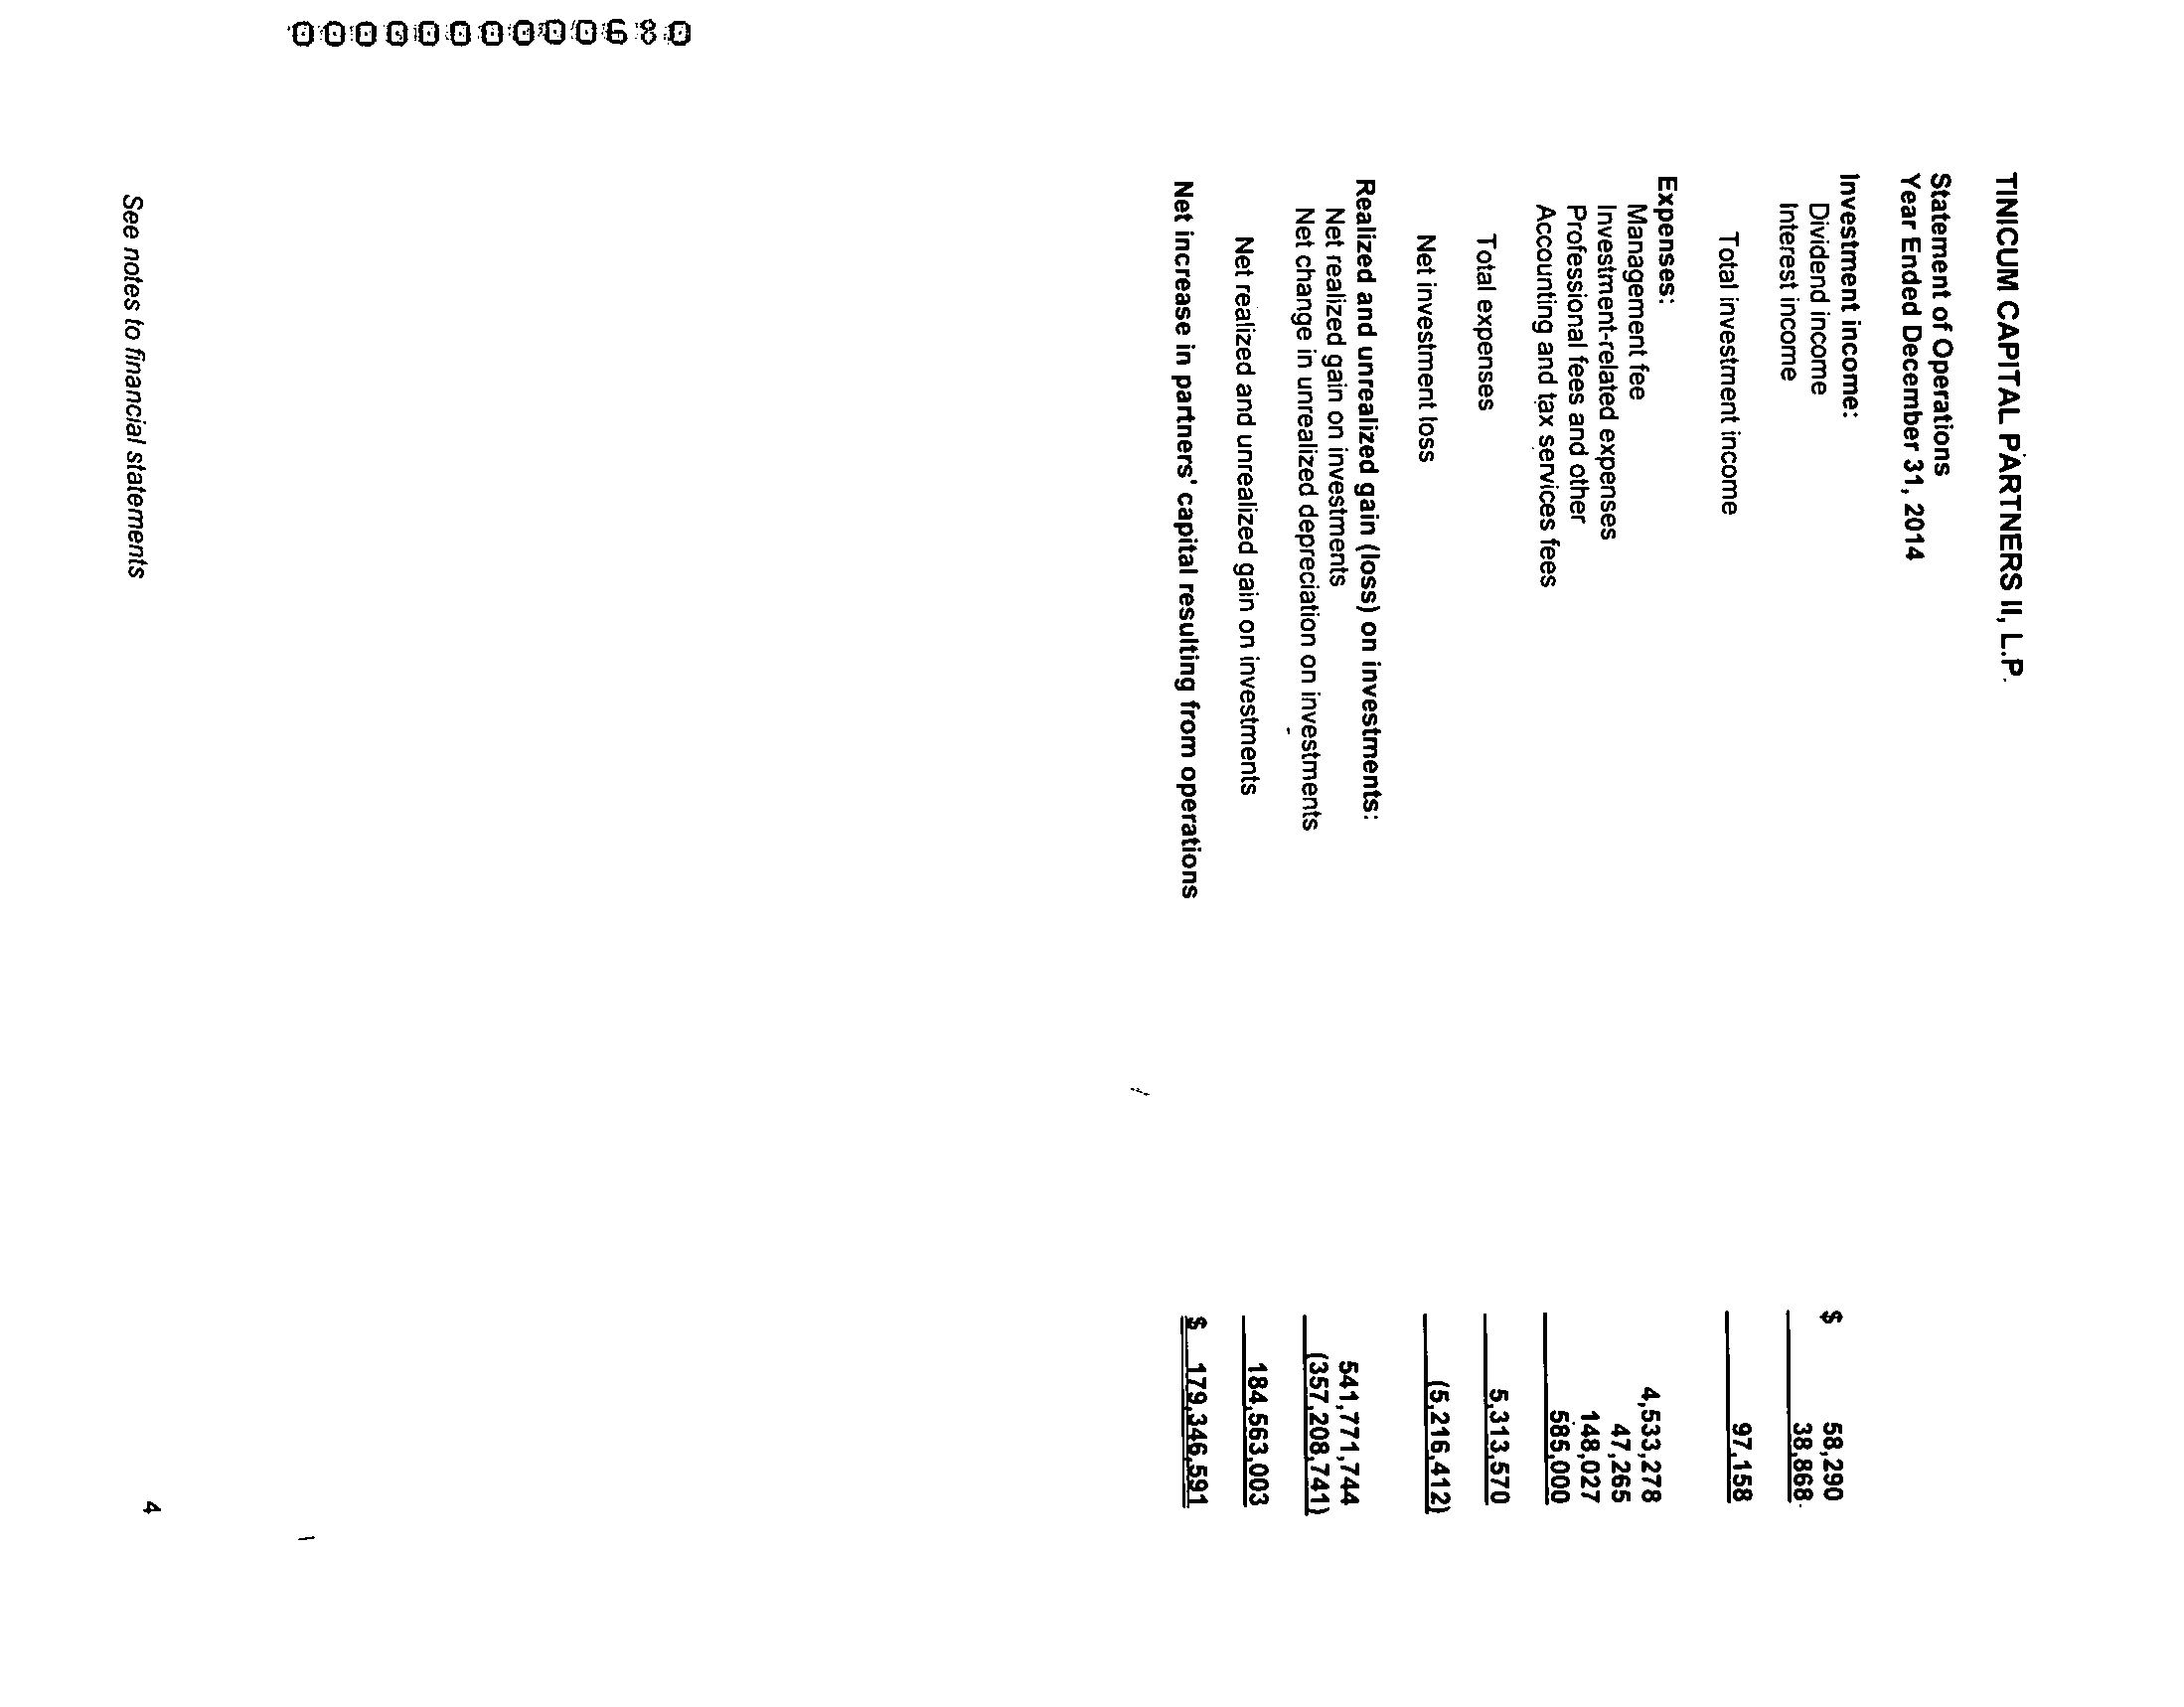 TINICUM CAPITAL PARTNERS II, L.P.
Statement of Operations
Year Ended December 31, 2014
Investment income:
Dividend income $ 58,290
Interest income 38,868
Total investment income 97,158
Expenses:
Management fee 4,533,278
Investment-related expenses 47,265
Professional fees and other 148,027
Accounting and tax services fees 585,000
Total expenses 5,313,570
Net investment loss (5,216,412)
Realized and unrealized gain (loss) on investments:
Net realized gain on investments 541,771,744
Net change in unrealized depreciation on investments (357,208,741)
Net realized and unrealized gain on investments 184,563,003
Net increase in partners' capital resulting from operations $ 179,346,591
See notes to financial statements
4